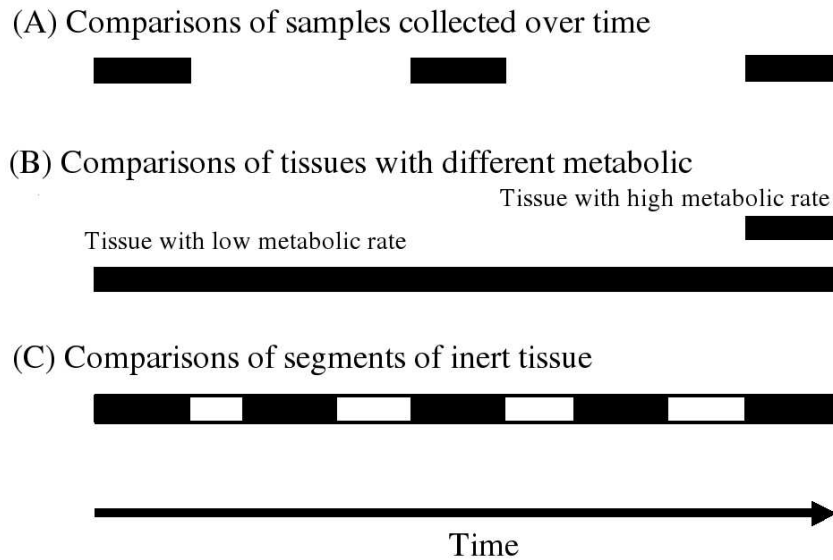 (A) Comparisons of samples collected over time
(B) Comparisons of tissues with different metabolic
Tissue with high metabolic rate
Tissue with low metabolic rate
(C) Comparisons of segments of inert tissue
Time